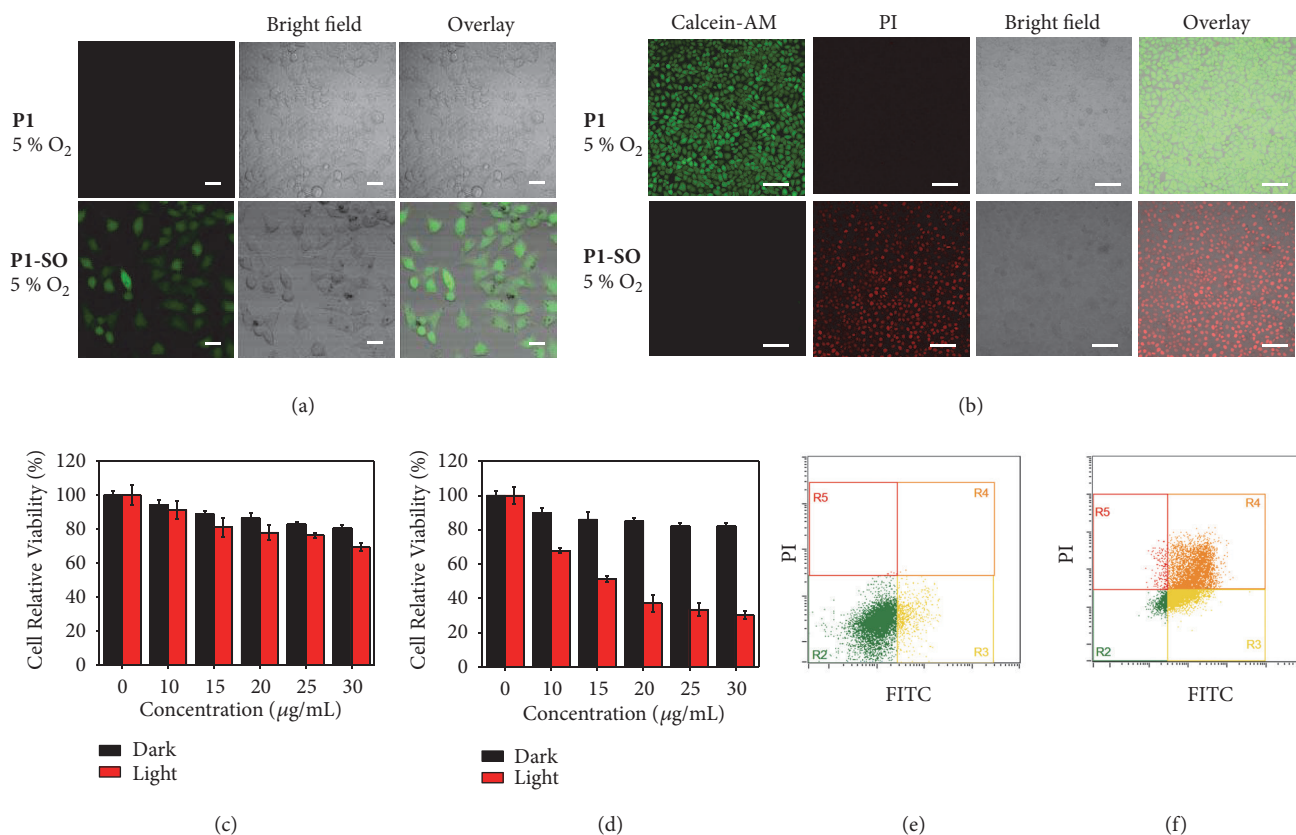 Bright field
Overlay
P1
5 % O₂
P1-SO
5 % O₂
(a)
Calcein-AM
PI
Bright field
Overlay
P1
5 % O₂
P1-SO
5 % O₂
(b)
Cell Relative Viability (%)
120
100
80
60
40
20
0
0 10 15 20 25 30
Concentration (μg/mL)
Dark
Light
(c)
Cell Relative Viability (%)
120
100
80
60
40
20
0
0 10 15 20 25 30
Concentration (μg/mL)
Dark
Light
(d)
PI
R5 R4
R2 R3
FITC
(e)
PI
R5 R4
R2 R3
FITC
(f)